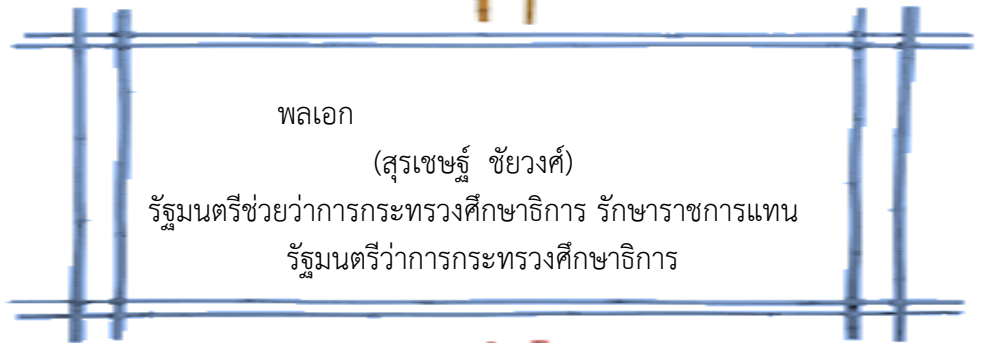 พลเอก
(สุรเชษฐ์ ชัยวงศ์)
รัฐมนตรีช่วยว่าการกระทรวงศึกษาธิการ รักษาราชการแทน
รัฐมนตรีว่าการกระทรวงศึกษาธิการ